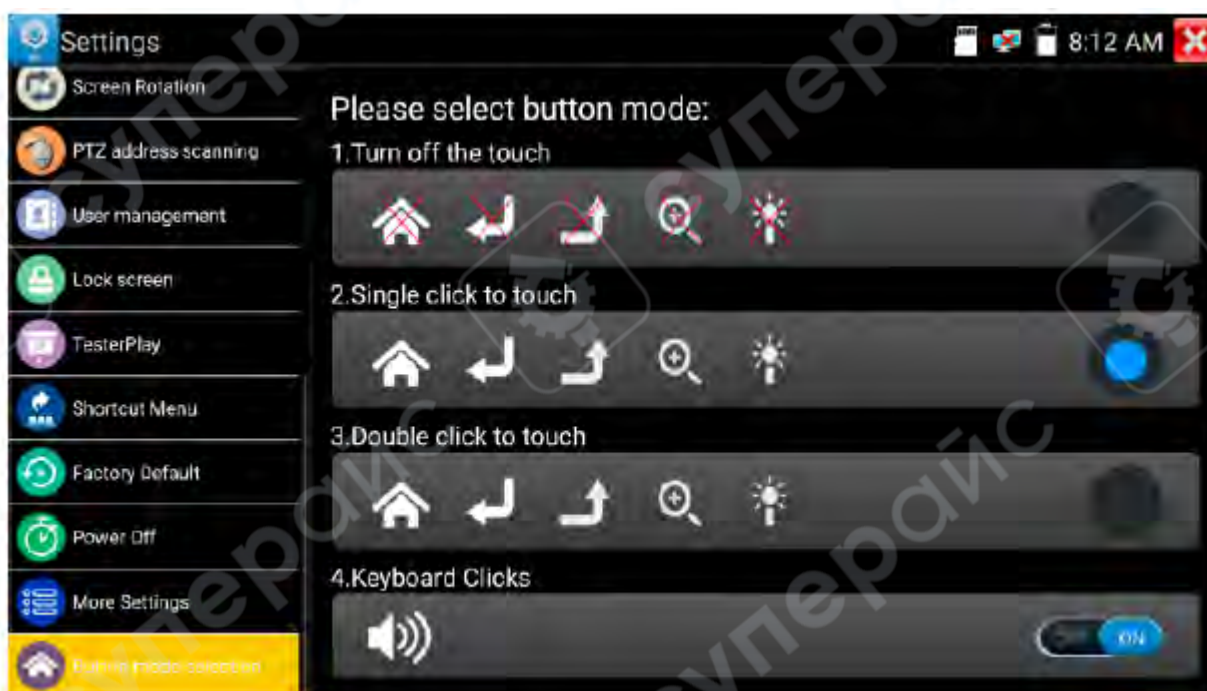 Settings
8:12 AM
Screen Rotation
PTZ address scanning
User management
Lock screen
TesterPlay
Shortcut Menu
Factory Default
Power Off
More Settings
Please select button mode:
1.Turn off the touch
2.Single click to touch
3.Double click to touch
4.Keyboard Clicks
ON
суперайс